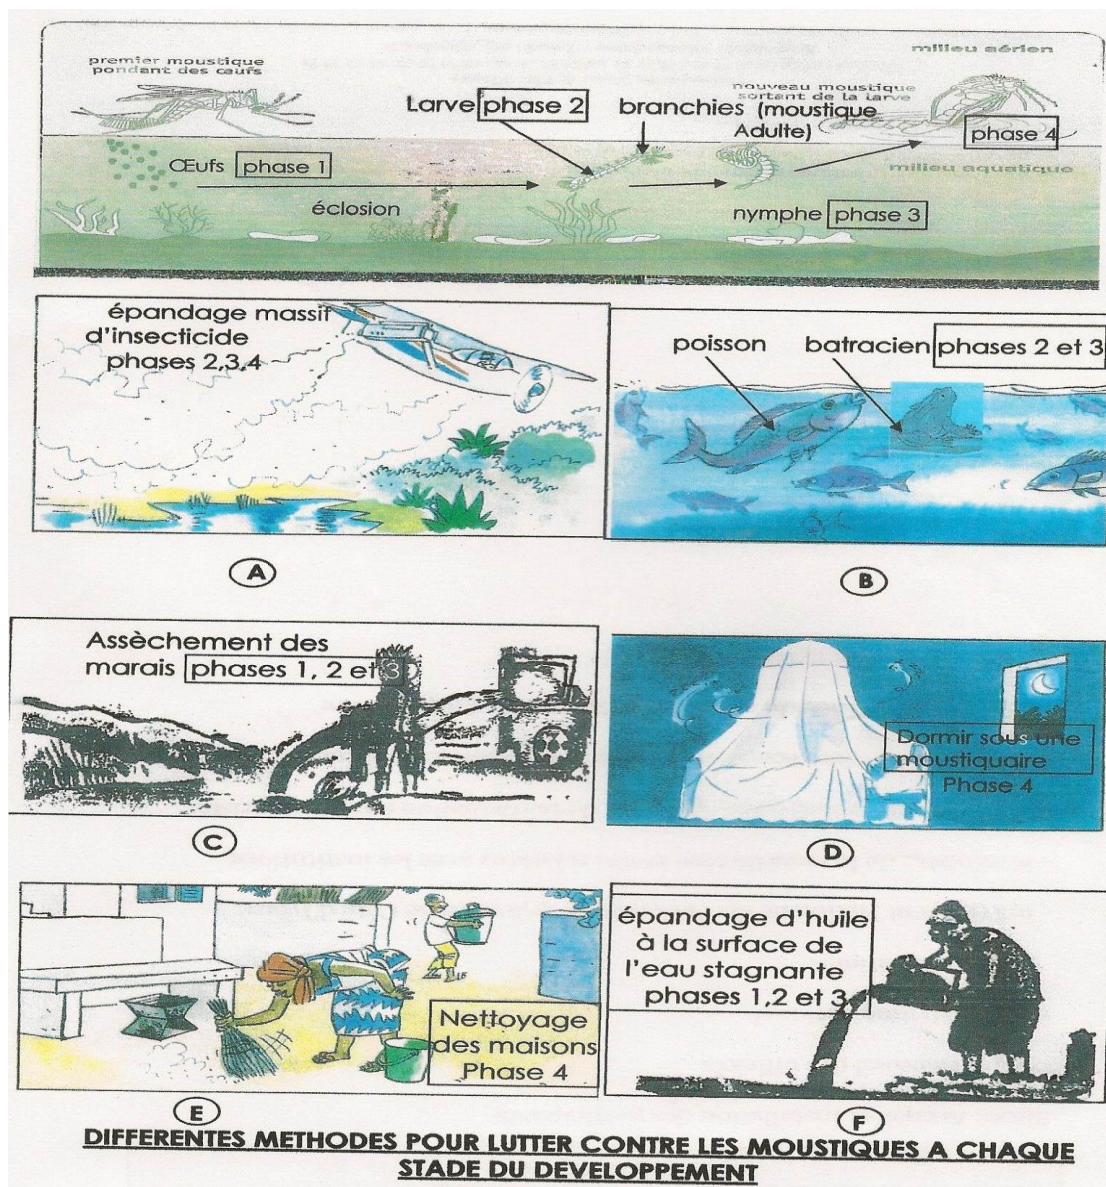 milieu aérien
premier moustique
pondant des œufs
nouveau moustique
sortant de la larve
Larve phase 2
branchies (moustique
Adulte)
phase 4
Œufs phase 1
milieu aquatique
éclosion
nymphe phase 3
épandage massif
d'insecticide
phases 2,3,4
poisson
batracien phases 2 et 3
A
B
Assèchement des
marais phases 1, 2 et 3
Dormir sous une
moustiquaire
Phase 4
C
D
épandage d'huile
à la surface de
l'eau stagnante
phases 1,2 et 3
Nettoyage
des maisons
Phase 4
E
F
DIFFERENTES METHODES POUR LUTTER CONTRE LES MOUSTIQUES A CHAQUE
STADE DU DEVELOPPEMENT